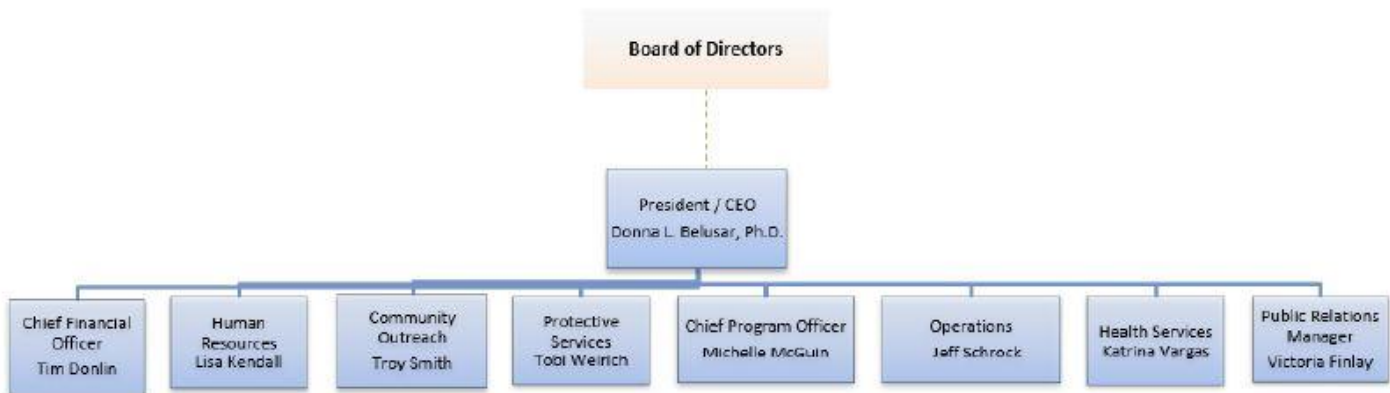 Board of Directors
President / CEO
Donna L. Belusar, Ph.D.
Chief Financial
Officer
Tim Donlin
Human
Resources
Lisa Kendall
Community
Outreach
Troy Smith
Protective
Services
Tobi Weirich
Chief Program Officer
Michelle McGuin
Operations
Jeff Schrock
Health Services
Katrina Vargas
Public Relations
Manager
Victoria Finlay